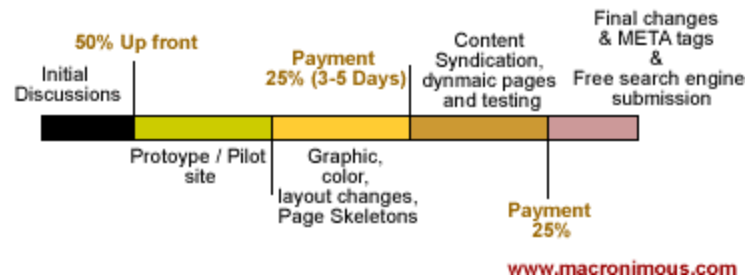 50% Up front
Initial
Discussions
Protoype / Pilot
site
Payment
25% (3-5 Days)
Graphic,
color,
layout changes,
Page Skeletons
Content
Syndication,
dynmaic pages
and testing
Payment
25%
Final changes
& META tags
&
Free search engine
submission
www.macronimous.com